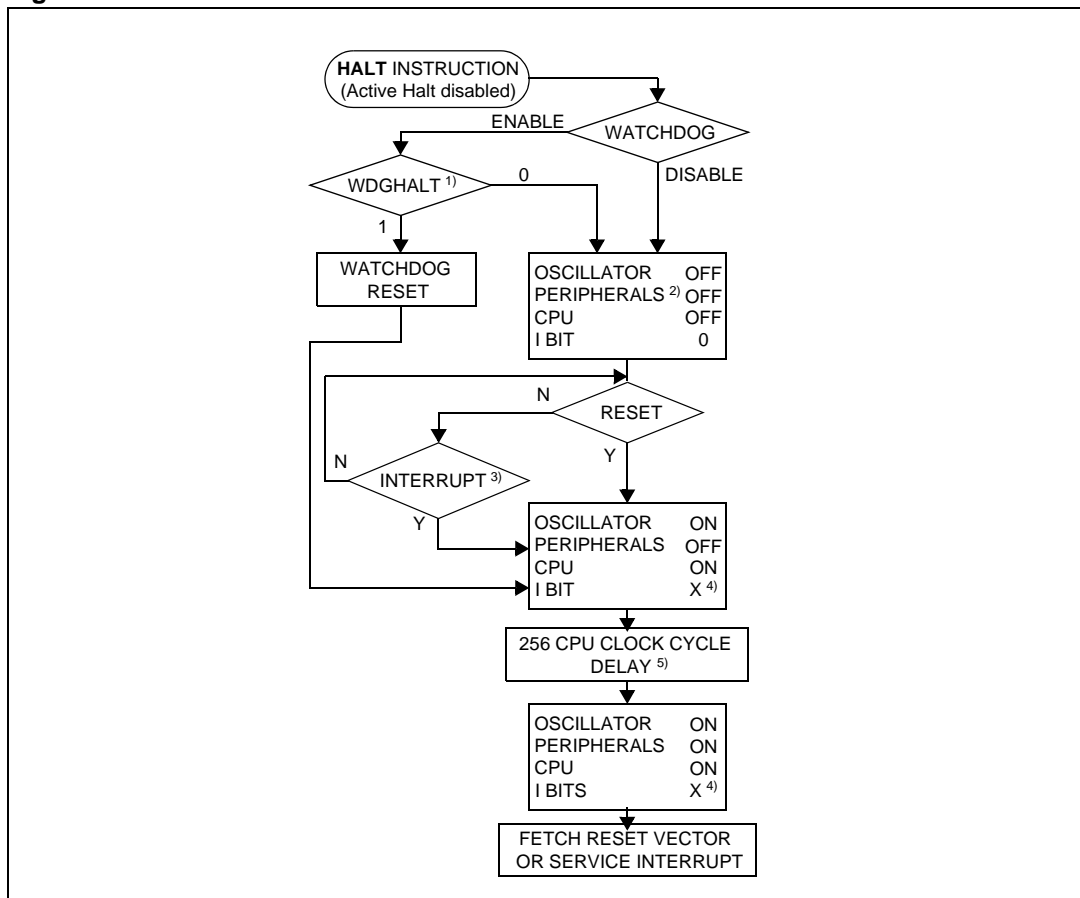 HALT INSTRUCTION
(Active Halt disabled)
ENABLE
WATCHDOG
DISABLE
WDGHALT 1)
0
1
WATCHDOG
RESET
OSCILLATOR OFF
PERIPHERALS 2) OFF
CPU OFF
I BIT 0
N
RESET
Y
N
INTERRUPT 3)
Y
OSCILLATOR ON
PERIPHERALS OFF
CPU ON
I BIT X 4)
256 CPU CLOCK CYCLE
DELAY 5)
OSCILLATOR ON
PERIPHERALS ON
CPU ON
I BITS X 4)
FETCH RESET VECTOR
OR SERVICE INTERRUPT